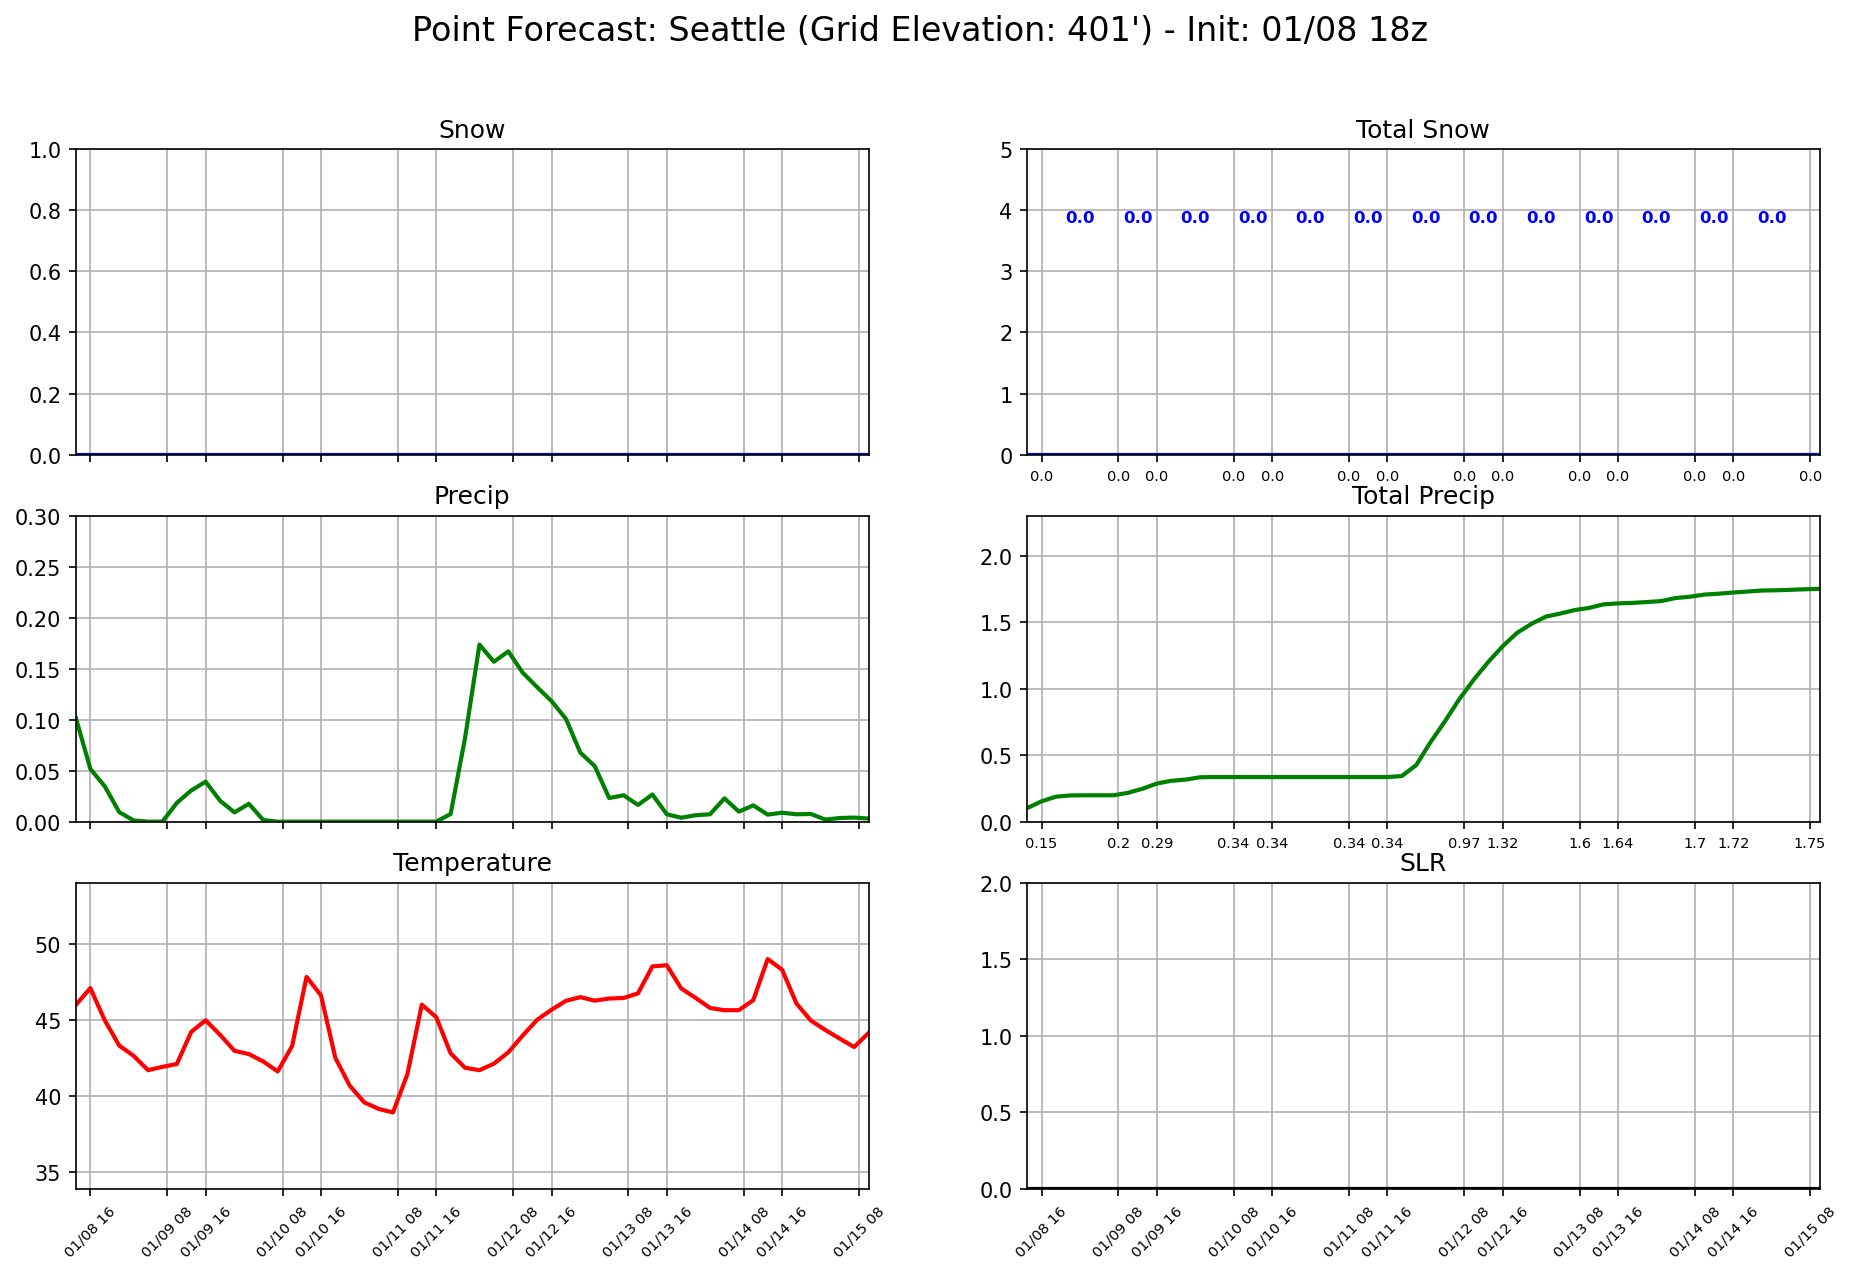 Point Forecast: Seattle (Grid Elevation: 401') - Init: 01/08 18z
Snow
1.0
0.8
0.6
0.4
0.2
0.0
Total Snow
5
4
3
2
1
0
0.0 0.0 0.0 0.0 0.0 0.0 0.0 0.0 0.0 0.0 0.0 0.0 0.0
0.0 0.0 0.0 0.0 0.0 0.0 0.0 0.0 0.0 0.0 0.0 0.0 0.0 0.0
Precip
0.30
0.25
0.20
0.15
0.10
0.05
0.00
Total Precip
2.0
1.5
1.0
0.5
0.0
0.15 0.2 0.29 0.34 0.34 0.34 0.34 0.97 1.32 1.6 1.64 1.7 1.72 1.75
Temperature
50
45
40
35
01/08 16 01/09 08 01/09 16 01/10 08 01/10 16 01/11 08 01/11 16 01/12 08 01/12 16 01/13 08 01/13 16 01/14 08 01/14 16 01/15 08
SLR
2.0
1.5
1.0
0.5
0.0
01/08 16 01/09 08 01/09 16 01/10 08 01/10 16 01/11 08 01/11 16 01/12 08 01/12 16 01/13 08 01/13 16 01/14 08 01/14 16 01/15 08